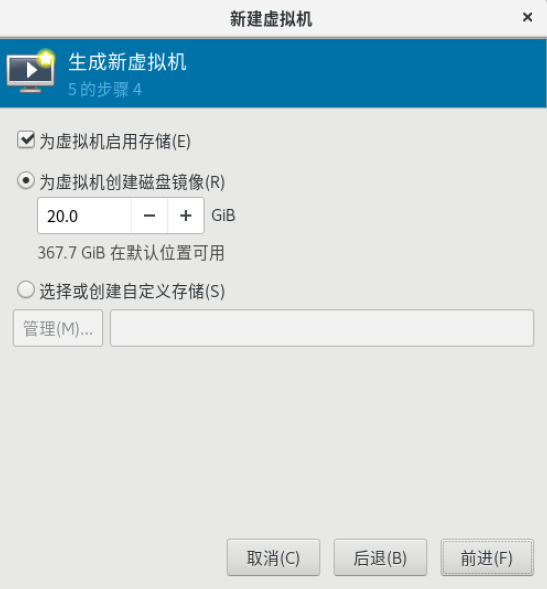 新建虚拟机
生成新虚拟机
5 的步骤 4
为虚拟机启用存储(E)
为虚拟机创建磁盘镜像(R)
20.0 − + GiB
367.7 GiB 在默认位置可用
选择或创建自定义存储(S)
管理(M)...
取消(C) 后退(B) 前进(F)